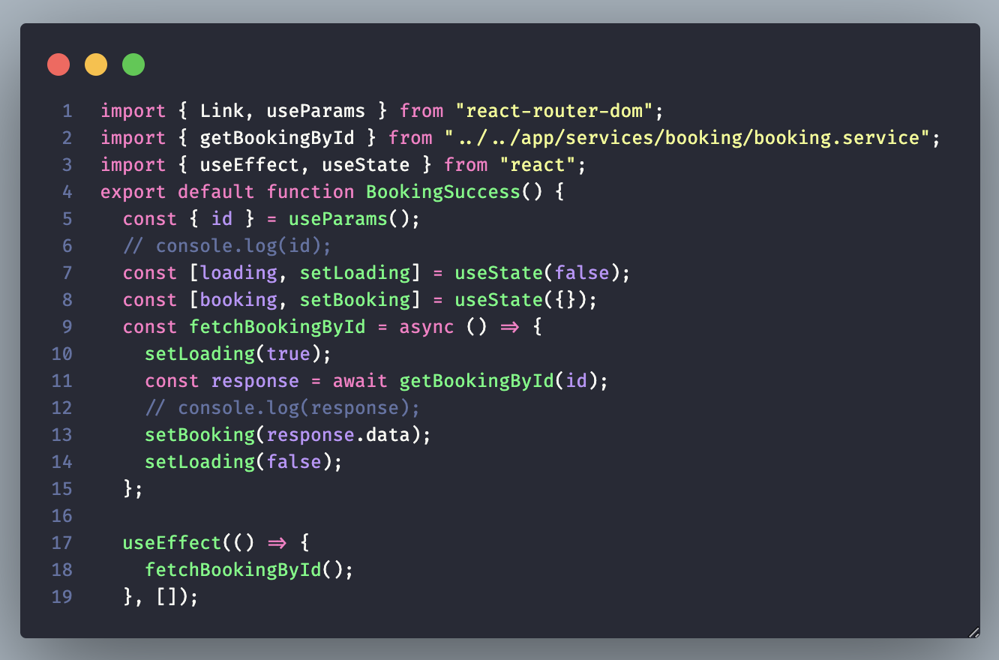 1 import { Link, useParams } from "react-router-dom";
2 import { getBookingById } from "../../app/services/booking/booking.service";
3 import { useEffect, useState } from "react";
4 export default function BookingSuccess() {
5   const { id } = useParams();
6   // console.log(id);
7   const [loading, setLoading] = useState(false);
8   const [booking, setBooking] = useState({});
9   const fetchBookingById = async () => {
10     setLoading(true);
11     const response = await getBookingById(id);
12     // console.log(response);
13     setBooking(response.data);
14     setLoading(false);
15   };
16
17   useEffect(() => {
18     fetchBookingById();
19   }, []);